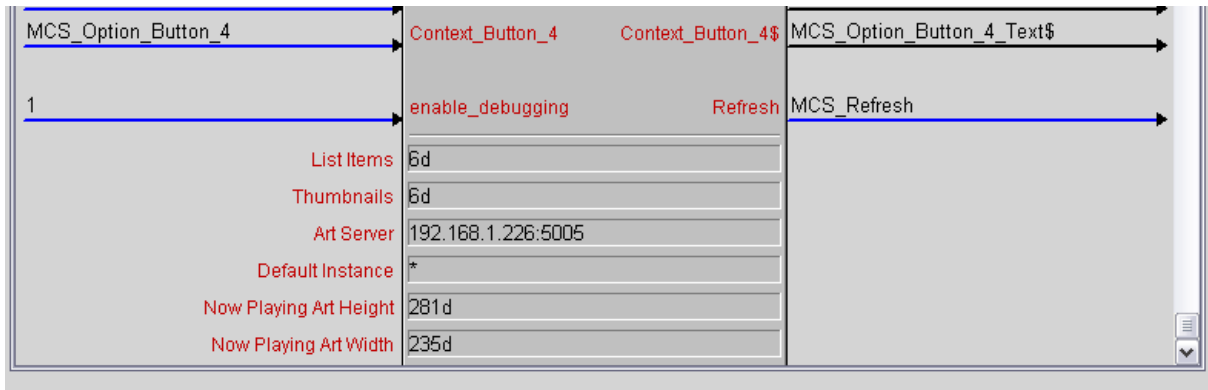 MCS_Option_Button_4 Context_Button_4 Context_Button_4$ MCS_Option_Button_4_Text$
1 enable_debugging Refresh MCS_Refresh
List Items 6d
Thumbnails 6d
Art Server 192.168.1.226:5005
Default Instance *
Now Playing Art Height 281d
Now Playing Art Width 235d